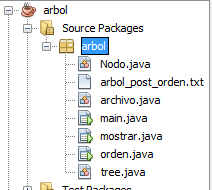 arbol
Source Packages
arbol
Nodo.java
arbol_post_orden.txt
archivo.java
main.java
mostrar.java
orden.java
tree.java
Test Packages